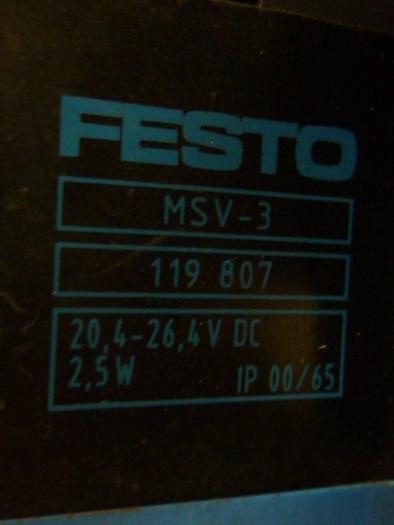 FESTO
MSV-3
119 807
20,4-26,4V DC
2,5W IP 00/65